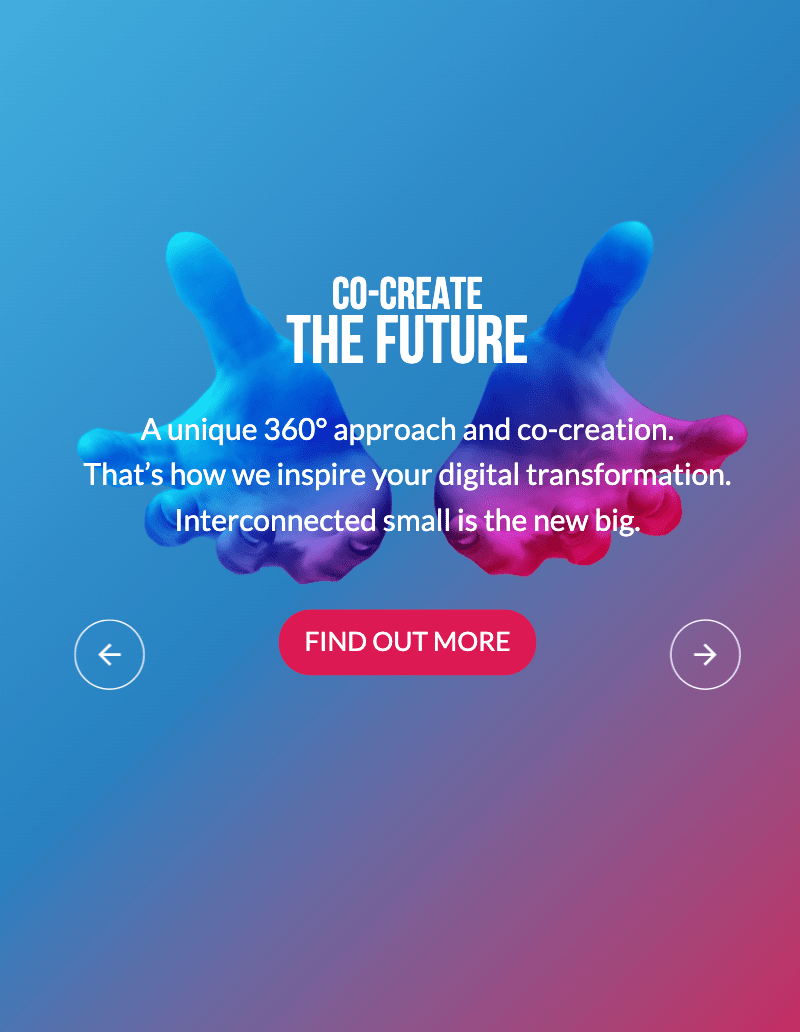 CO-CREATE
THE FUTURE
A unique 360° approach and co-creation.
That’s how we inspire your digital transformation.
Interconnected small is the new big.
FIND OUT MORE